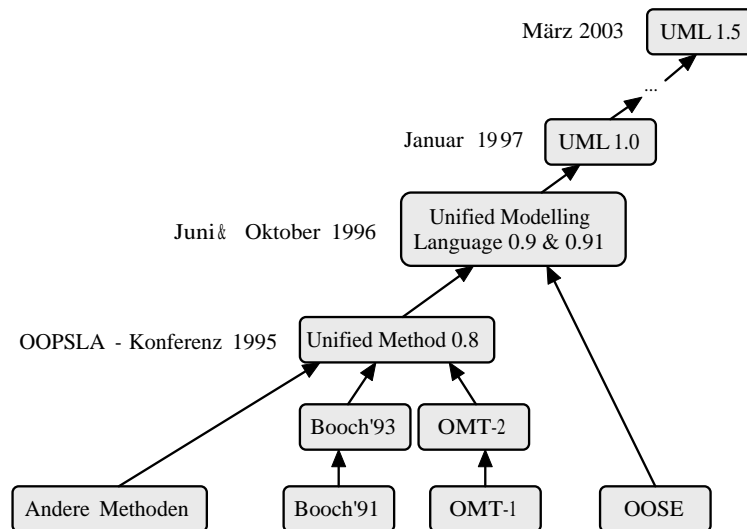 März 2003
UML 1.5
...
Januar 1997
UML 1.0
Juni & Oktober 1996
Unified Modelling
Language 0.9 & 0.91
OOPSLA - Konferenz 1995
Unified Method 0.8
Booch'93
OMT-2
Andere Methoden
Booch'91
OMT-1
OOSE